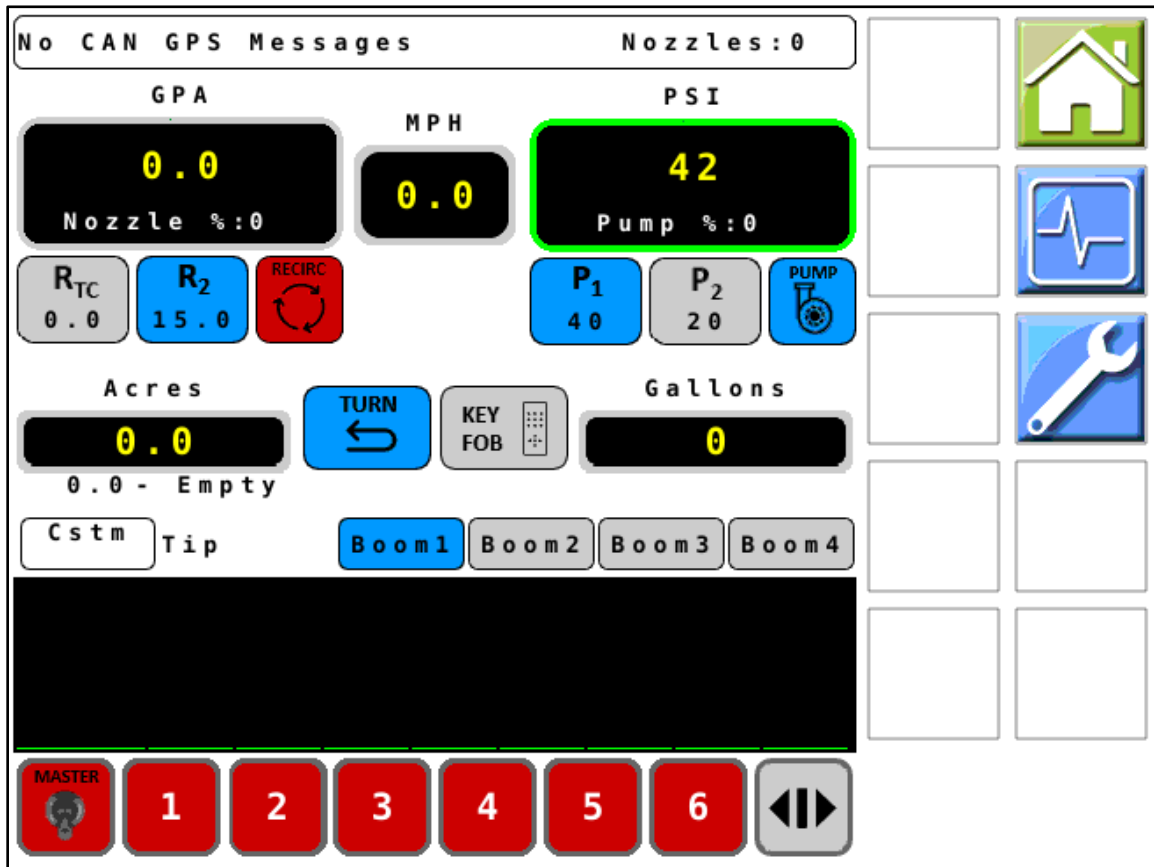 No CAN GPS Messages Nozzles:0
GPA
MPH
PSI
0.0
Nozzle %:0
0.0
42
Pump %:0
RTC
0.0
R2
15.0
RECIRC
P1
40
P2
20
PUMP
Acres
0.0
0.0- Empty
TURN
KEY
FOB
Gallons
0
Cstm Tip
Boom1 Boom2 Boom3 Boom4
MASTER
1 2 3 4 5 6